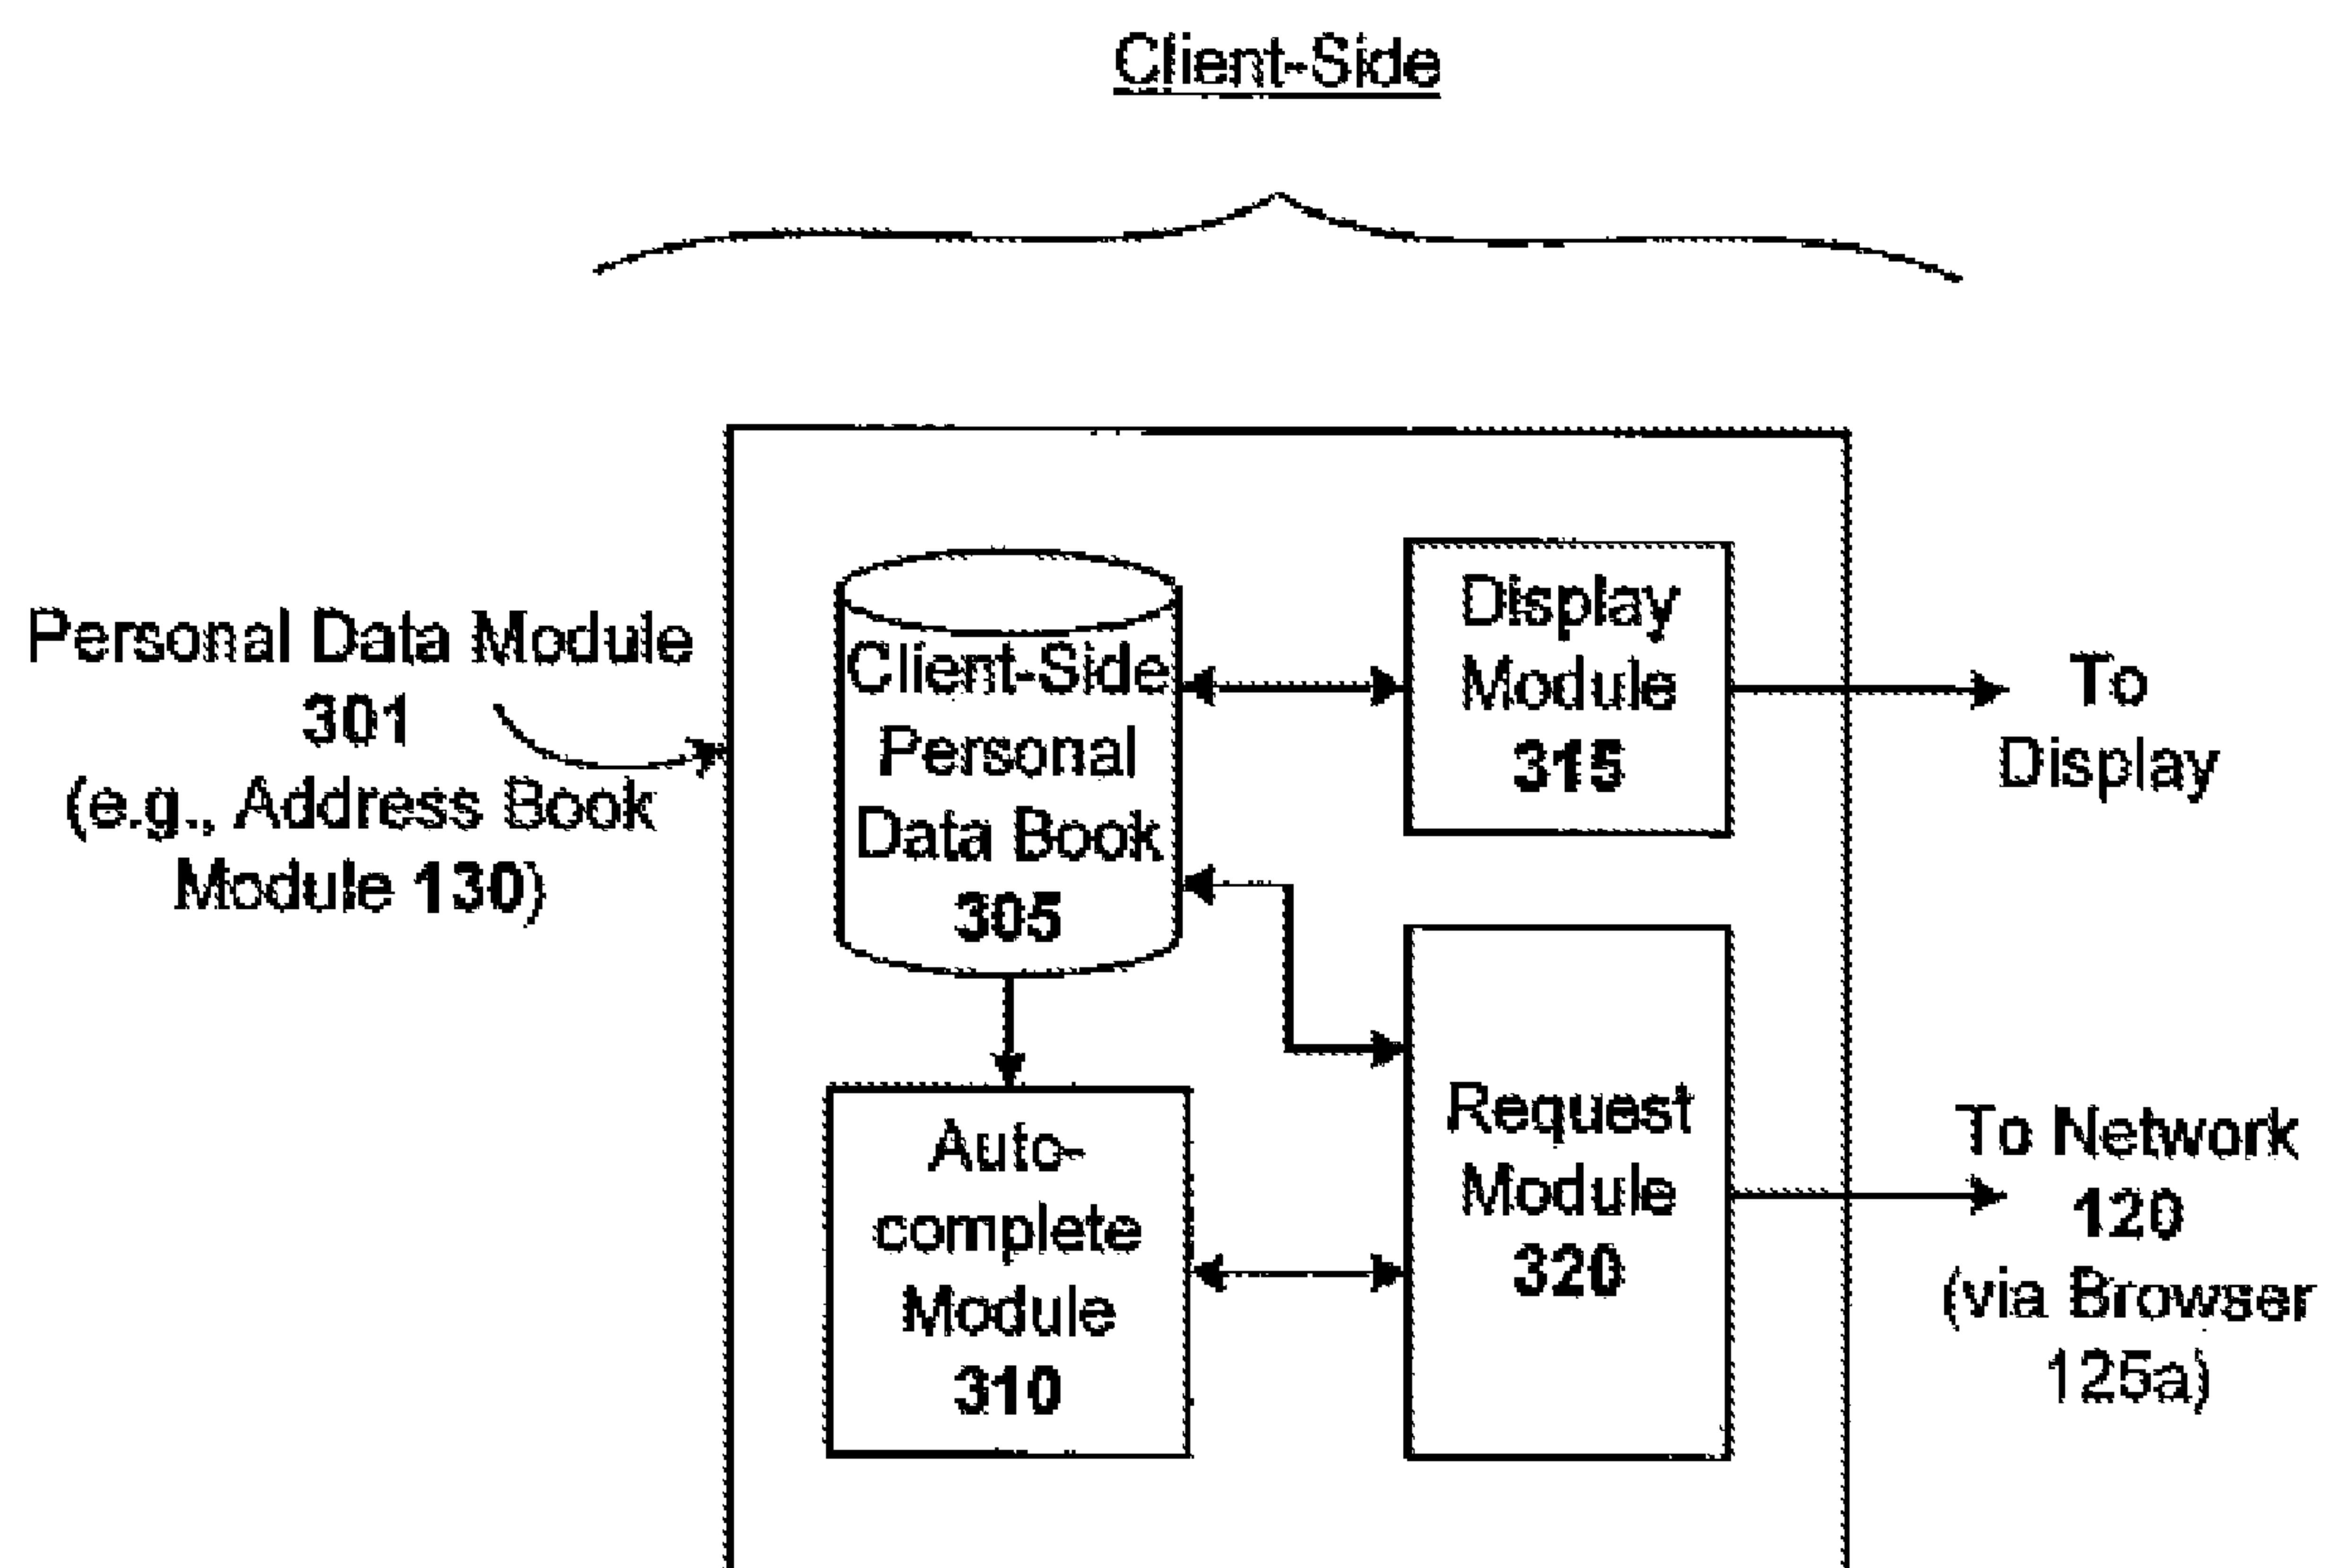 Client-Side
Personal Data Module
301
(e.g., Address Book
Module 130)
Client-Side
Personal
Data Book
305
Display
Module
315
To
Display
Auto-
complete
Module
310
Request
Module
320
To Network
120
(via Browser
125a)